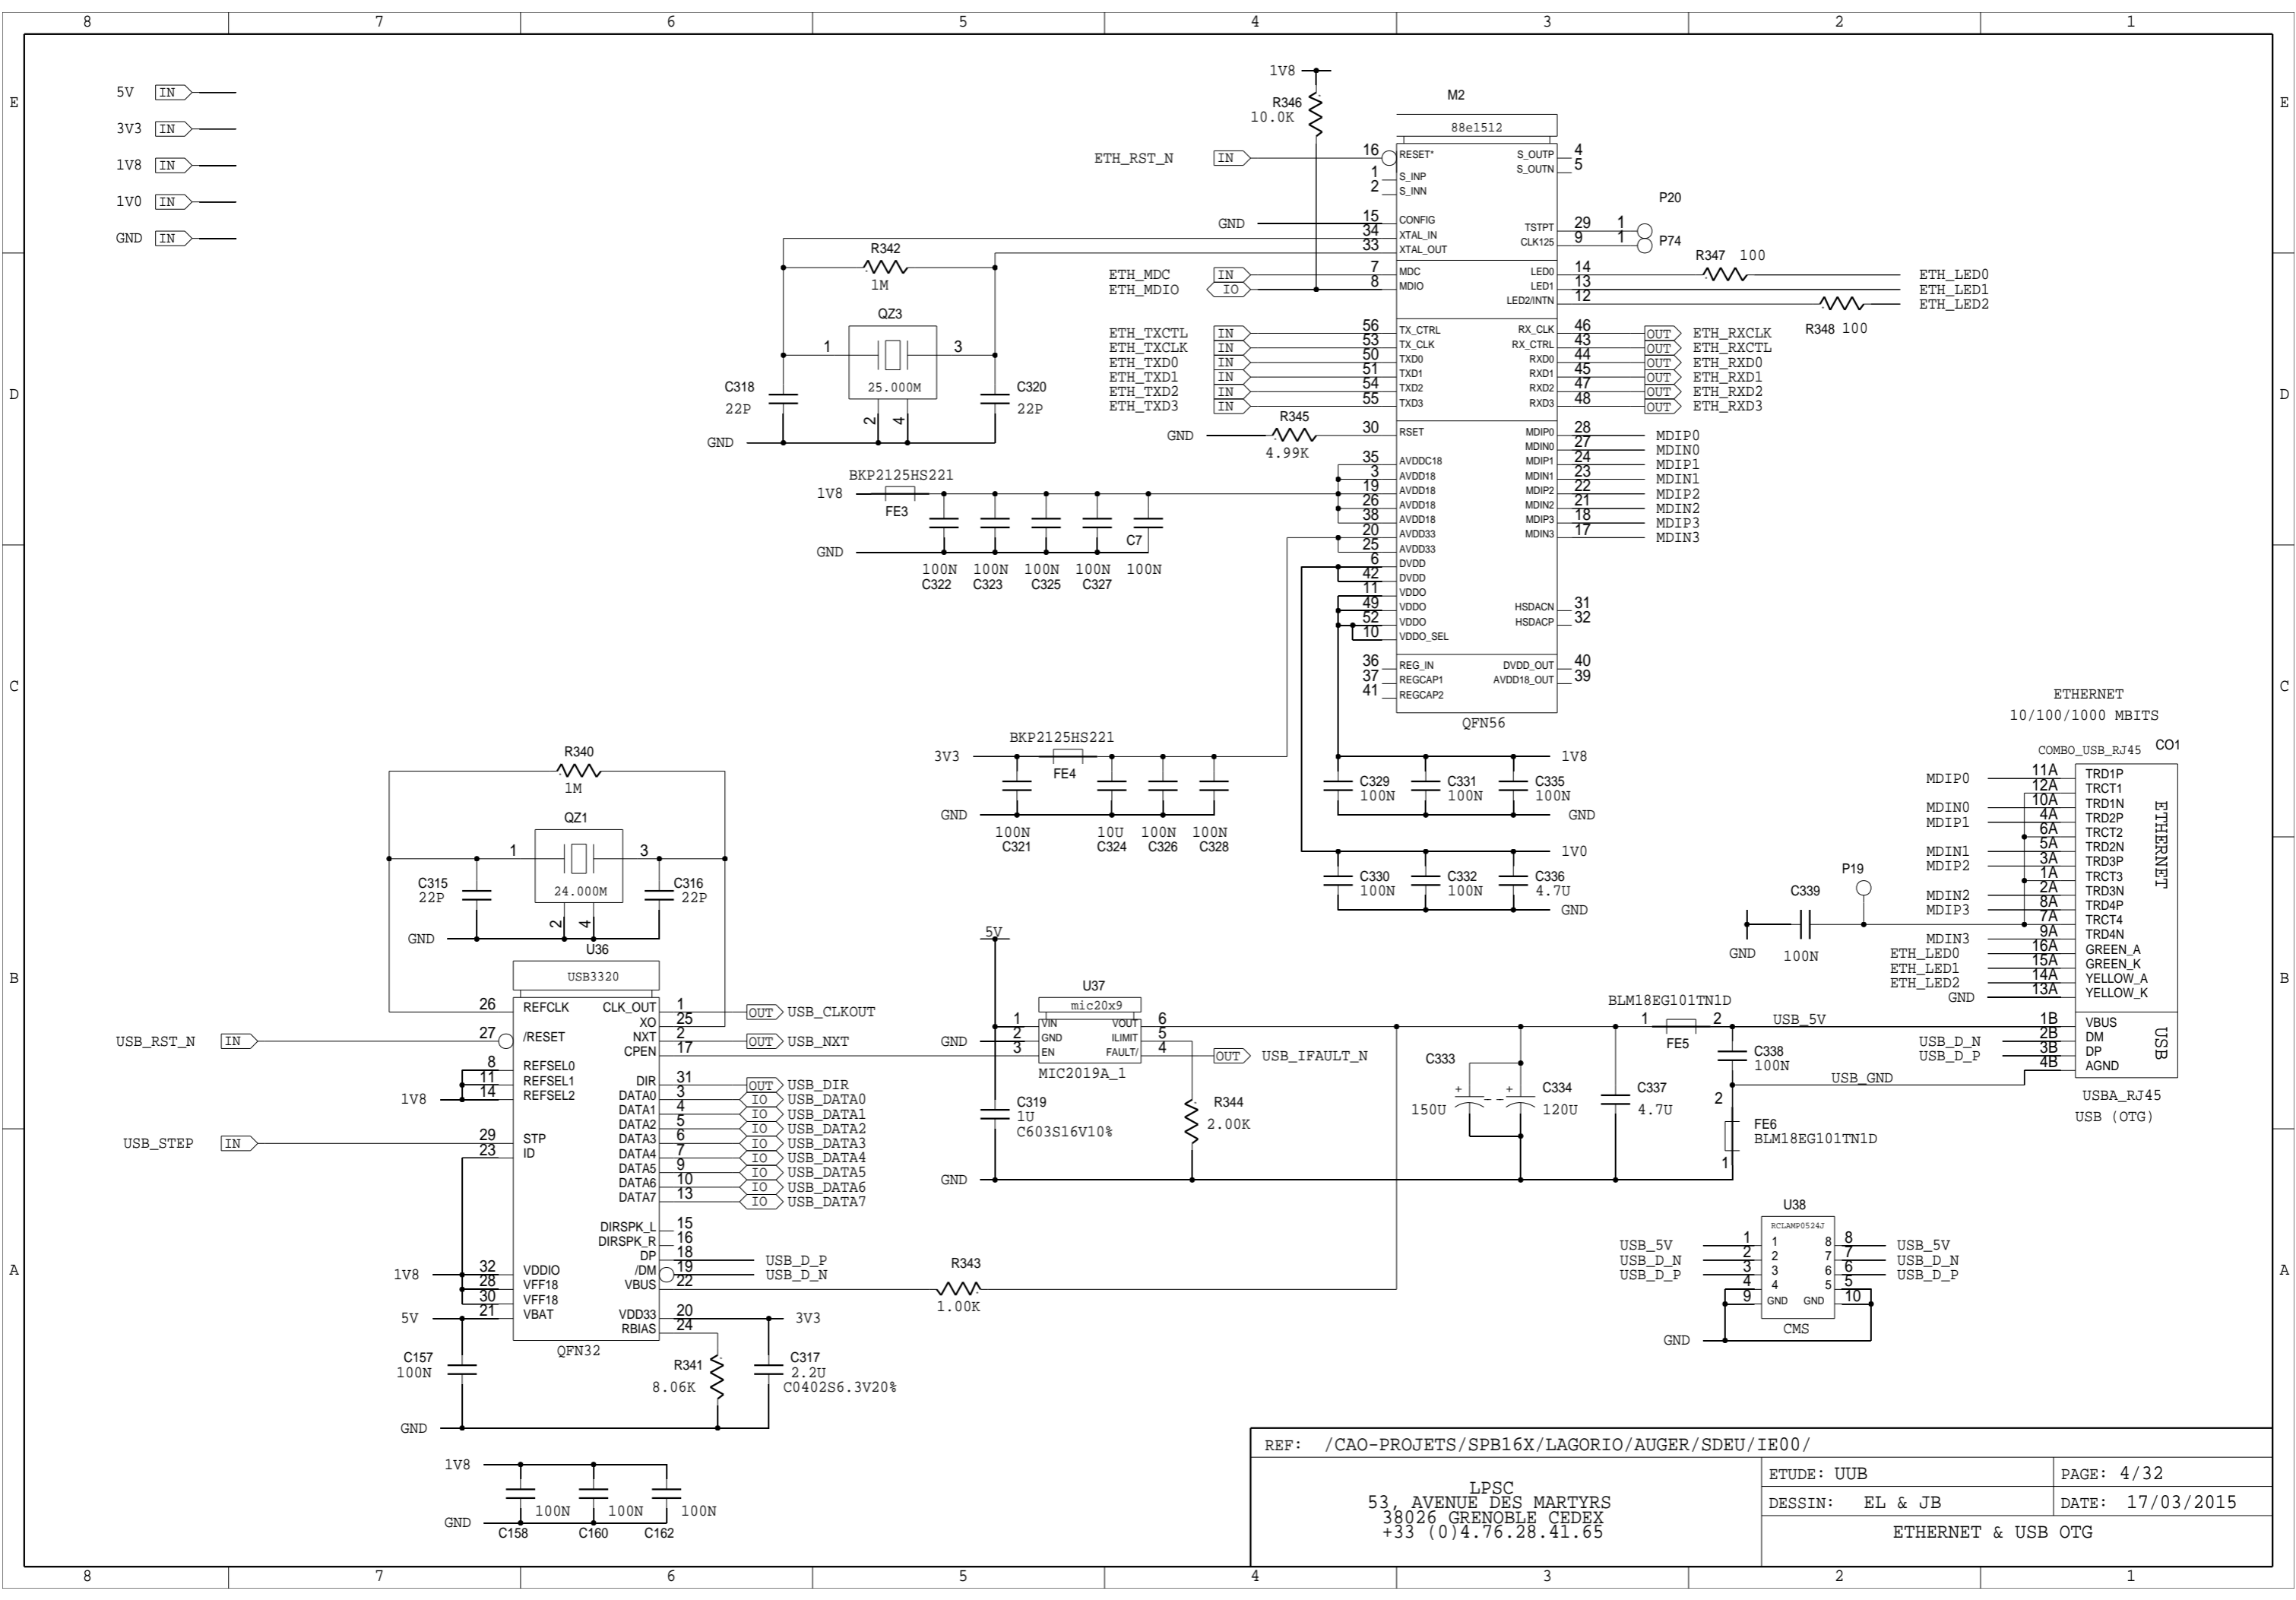 8 7 6 5 4 3 2 1
E
D
C
B
A
5V IN
3V3 IN
1V8 IN
1V0 IN
GND IN
1V8
R346
10.0K
M2
88e1512
ETH_RST_N IN 16 RESET*
1 S_INP
2 S_INN
GND 15 CONFIG
34 XTAL_IN
33 XTAL_OUT
ETH_MDC IN 7 MDC
ETH_MDIO IO 8 MDIO
ETH_TXCTL IN 56 TX_CTRL
ETH_TXCLK IN 53 TX_CLK
ETH_TXD0 IN 50 TXD0
ETH_TXD1 IN 51 TXD1
ETH_TXD2 IN 54 TXD2
ETH_TXD3 IN 55 TXD3
GND R345 30 RSET
4.99K
35 AVDDC18
3 AVDD18
19 AVDD18
26 AVDD18
38 AVDD18
20 AVDD33
25 AVDD33
6 DVDD
42 DVDD
11 VDDO
49 VDDO
52 VDDO
10 VDDO_SEL
36 REG_IN
37 REGCAP1
41 REGCAP2
S_OUTP 4
S_OUTN 5
P20
TSTPT 29 1
CLK125 9 1 P74
LED0 14 R347 100 ETH_LED0
LED1 13 ETH_LED1
LED2/INTN 12 ETH_LED2
R348 100
RX_CLK 46 OUT ETH_RXCLK
RX_CTRL 43 OUT ETH_RXCTL
RXD0 44 OUT ETH_RXD0
RXD1 45 OUT ETH_RXD1
RXD2 47 OUT ETH_RXD2
RXD3 48 OUT ETH_RXD3
MDIP0 28 MDIP0
MDIN0 27 MDIN0
MDIP1 24 MDIP1
MDIN1 23 MDIN1
MDIP2 22 MDIP2
MDIN2 21 MDIN2
MDIP3 18 MDIP3
MDIN3 17 MDIN3
HSDACN 31
HSDACP 32
DVDD_OUT 40
AVDD18_OUT 39
QFN56
R342
1M
QZ3
1 3
25.000M
2 4
C318
22P
C320
22P
GND
BKP2125HS221
1V8
FE3
C7
GND
100N 100N 100N 100N 100N
C322 C323 C325 C327
BKP2125HS221
3V3
FE4
GND
100N 10U 100N 100N
C321 C324 C326 C328
1V8
C329 C331 C335
100N 100N 100N
GND
1V0
C330 C332 C336
100N 100N 4.7U
GND
R340
1M
QZ1
1 3
24.000M
2 4
C315
22P
C316
22P
GND
U36
USB3320
26 REFCLK
USB_RST_N IN 27 /RESET
8 REFSEL0
11 REFSEL1
1V8 14 REFSEL2
USB_STEP IN 29 STP
23 ID
1V8 32 VDDIO
28 VFF18
30 VFF18
5V 21 VBAT
CLK_OUT 1 OUT USB_CLKOUT
XO 25
NXT 2 OUT USB_NXT
CPEN 17
DIR 31 OUT USB_DIR
DATA0 3 IO USB_DATA0
DATA1 4 IO USB_DATA1
DATA2 5 IO USB_DATA2
DATA3 6 IO USB_DATA3
DATA4 7 IO USB_DATA4
DATA5 9 IO USB_DATA5
DATA6 10 IO USB_DATA6
DATA7 13 IO USB_DATA7
DIRSPK_L 15
DIRSPK_R 16
DP 18 USB_D_P
/DM 19 USB_D_N
VBUS 22
VDD33 20 3V3
RBIAS 24
QFN32
R343
1.00K
C157
100N
R341
8.06K
C317
2.2U
C0402S6.3V20%
GND
1V8
100N 100N 100N
GND
C158 C160 C162
5V
U37
mic20x9
1 VIN VOUT 6
GND 2 GND ILIMIT 5
3 EN FAULT/ 4 OUT USB_IFAULT_N
MIC2019A_1
C319
1U
C603S16V10%
R344
2.00K
GND
C333
150U
+ +
C334
120U
C337
4.7U
BLM18EG101TN1D
1 2
FE5
USB_5V
C338
100N
USB_GND
2
FE6
BLM18EG101TN1D
1
P19
C339
GND 100N
ETHERNET
10/100/1000 MBITS
COMBO_USB_RJ45 CO1
MDIP0 11A TRD1P
12A TRCT1
MDIN0 10A TRD1N
MDIP1 4A TRD2P
6A TRCT2
MDIN1 5A TRD2N
MDIP2 3A TRD3P
1A TRCT3
MDIN2 2A TRD3N
MDIP3 8A TRD4P
7A TRCT4
MDIN3 9A TRD4N
ETH_LED0 16A GREEN_A
ETH_LED1 15A GREEN_K
ETH_LED2 14A YELLOW_A
GND 13A YELLOW_K
ETHERNET
1B VBUS
USB_D_N 2B DM
USB_D_P 3B DP
4B AGND
USB
USBA_RJ45
USB (OTG)
U38
RCLAMP0524J
USB_5V 1 1 8 8 USB_5V
USB_D_N 2 2 7 7 USB_D_N
USB_D_P 3 3 6 6 USB_D_P
4 4 5 5
9 GND GND 10
GND CMS
REF: /CAO-PROJETS/SPB16X/LAGORIO/AUGER/SDEU/IE00/
LPSC
53, AVENUE DES MARTYRS
38026 GRENOBLE CEDEX
+33 (0)4.76.28.41.65
ETUDE: UUB PAGE: 4/32
DESSIN: EL & JB DATE: 17/03/2015
ETHERNET & USB OTG
E
D
C
B
A
8 7 6 5 4 3 2 1